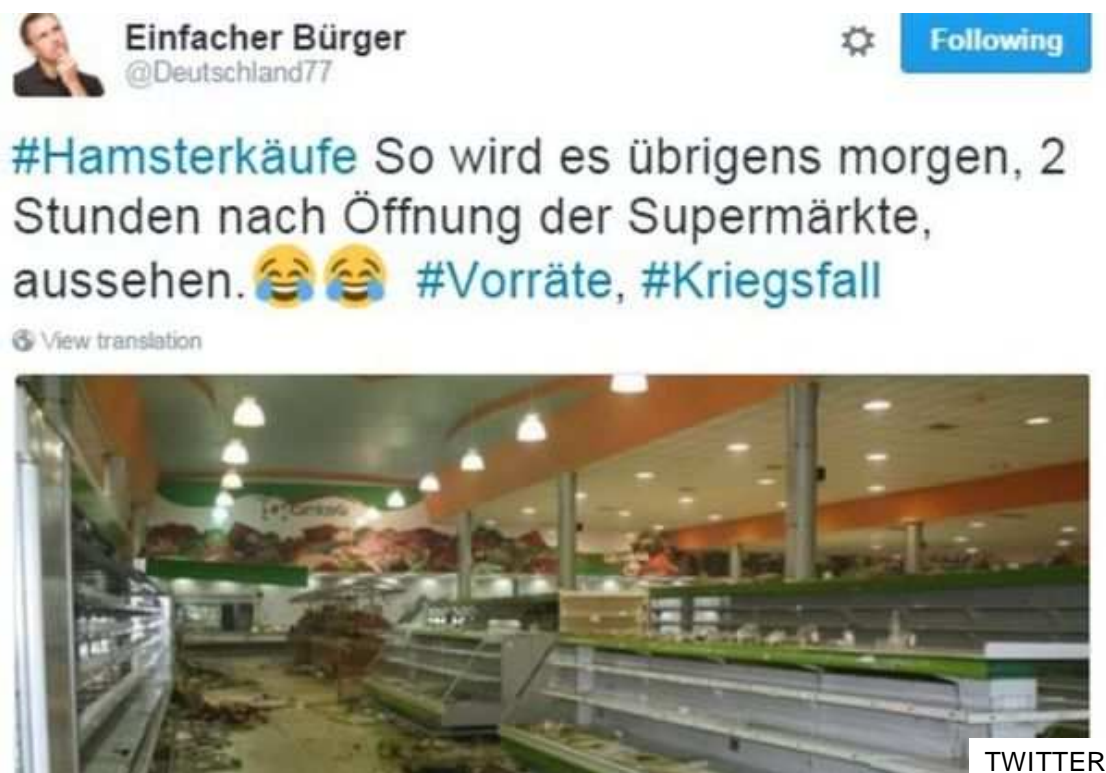 Einfacher Bürger
@Deutschland77
Following
#Hamsterkäufe So wird es übrigens morgen, 2
Stunden nach Öffnung der Supermärkte,
aussehen.😂😂 #Vorräte, #Kriegsfall
View translation
TWITTER